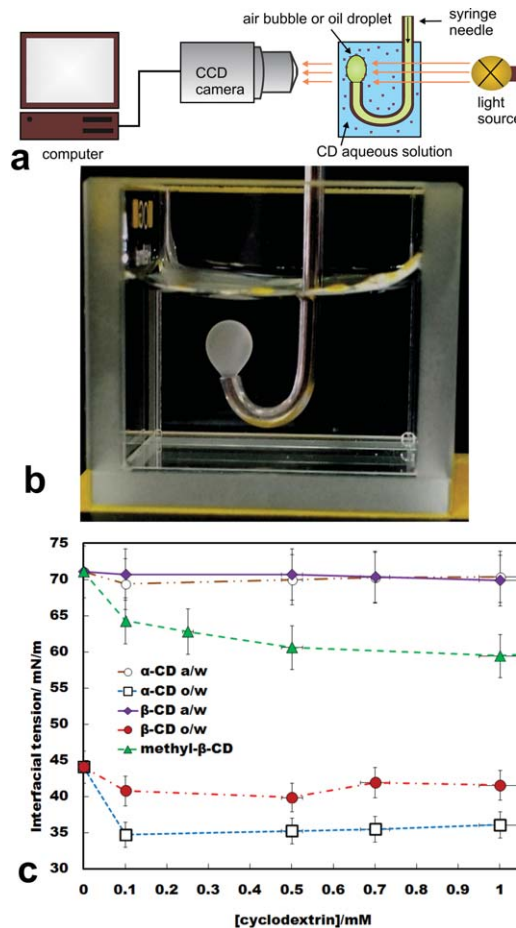 air bubble or oil droplet
syringe
needle
CCD
camera
light
source
computer
CD aqueous solution
a
30
b
75
70
65
60
55
50
45
40
35
30
Interfacial tension/ mN/m
α-CD a/w
α-CD o/w
β-CD a/w
β-CD o/w
methyl-β-CD
0 0.1 0.2 0.3 0.4 0.5 0.6 0.7 0.8 0.9 1
[cyclodextrin]/mM
c